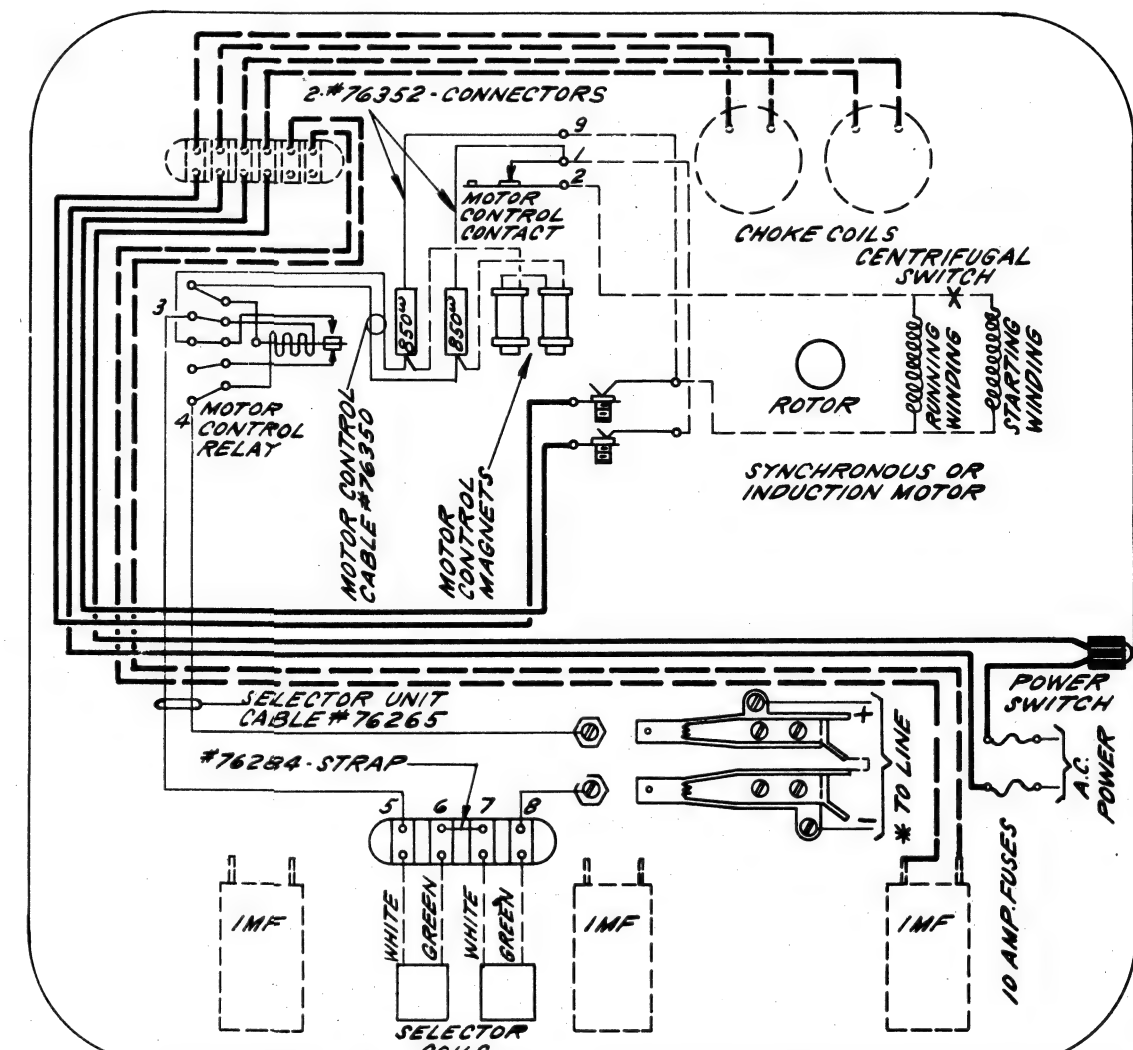 2-#76352-CONNECTORS
9
1
2
MOTOR
CONTROL
CONTACT
CHOKE COILS
CENTRIFUGAL
SWITCH
3
850ω
850ω
RUNNING
WINDING
STARTING
WINDING
ROTOR
4
MOTOR
CONTROL
RELAY
MOTOR CONTROL
CABLE #76350
MOTOR
CONTROL
MAGNETS
SYNCHRONOUS OR
INDUCTION MOTOR
SELECTOR UNIT
CABLE #76265
POWER
SWITCH
#76284-STRAP
+
* TO LINE
−
A.C.
POWER
5
6
7
8
10 AMP. FUSES
1MF
WHITE
GREEN
WHITE
GREEN
1MF
1MF
SELECTOR